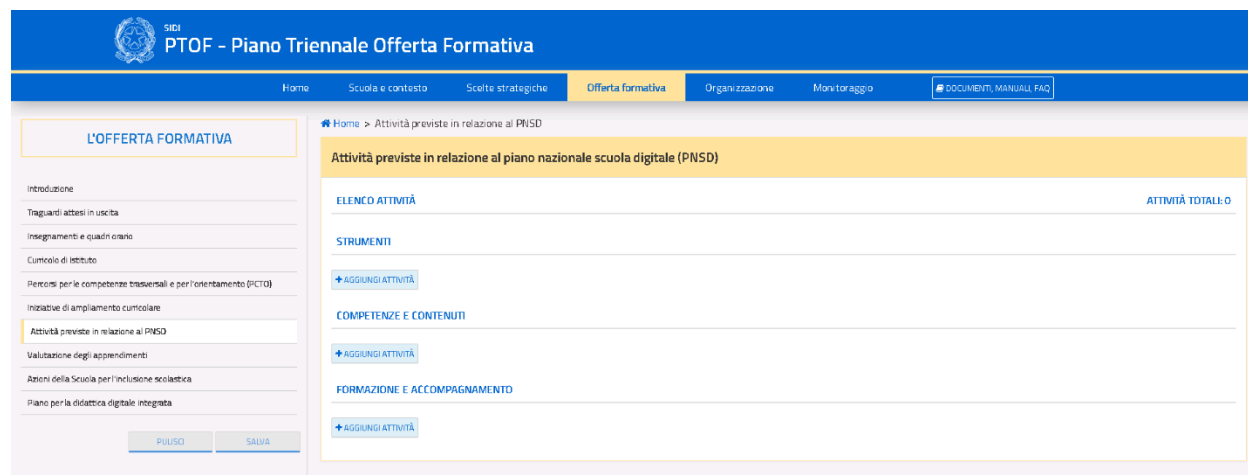 SIDI
PTOF - Piano Triennale Offerta Formativa
Home Scuola e contesto Scelte strategiche Offerta formativa Organizzazione Monitoraggio DOCUMENTI, MANUALI, FAQ
Home > Attività previste in relazione al PNSD
L'OFFERTA FORMATIVA
Introduzione
Traguardi attesi in uscita
Insegnamenti e quadri orario
Curricolo di Istituto
Percorsi per le competenze trasversali e per l'orientamento (PCTO)
Iniziative di ampliamento curricolare
Attività previste in relazione al PNSD
Valutazione degli apprendimenti
Azioni della Scuola per l'inclusione scolastica
Piano per la didattica digitale integrata
PULISCI SALVA
Attività previste in relazione al piano nazionale scuola digitale (PNSD)
ELENCO ATTIVITÀ ATTIVITÀ TOTALI: 0
STRUMENTI
+ AGGIUNGI ATTIVITÀ
COMPETENZE E CONTENUTI
+ AGGIUNGI ATTIVITÀ
FORMAZIONE E ACCOMPAGNAMENTO
+ AGGIUNGI ATTIVITÀ